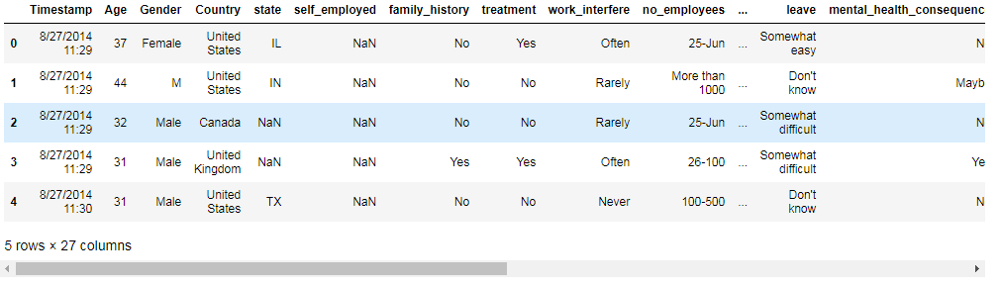 Timestamp Age Gender Country state self_employed family_history treatment work_interfere no_employees ... leave mental_health_consequenc
0 8/27/2014 11:29 37 Female United States IL NaN No Yes Often 25-Jun ... Somewhat easy N
1 8/27/2014 11:29 44 M United States IN NaN No No Rarely More than 1000 ... Don't know Mayb
2 8/27/2014 11:29 32 Male Canada NaN NaN No No Rarely 25-Jun ... Somewhat difficult N
3 8/27/2014 11:29 31 Male United Kingdom NaN NaN Yes Yes Often 26-100 ... Somewhat difficult Ye
4 8/27/2014 11:30 31 Male United States TX NaN No No Never 100-500 ... Don't know N
5 rows × 27 columns